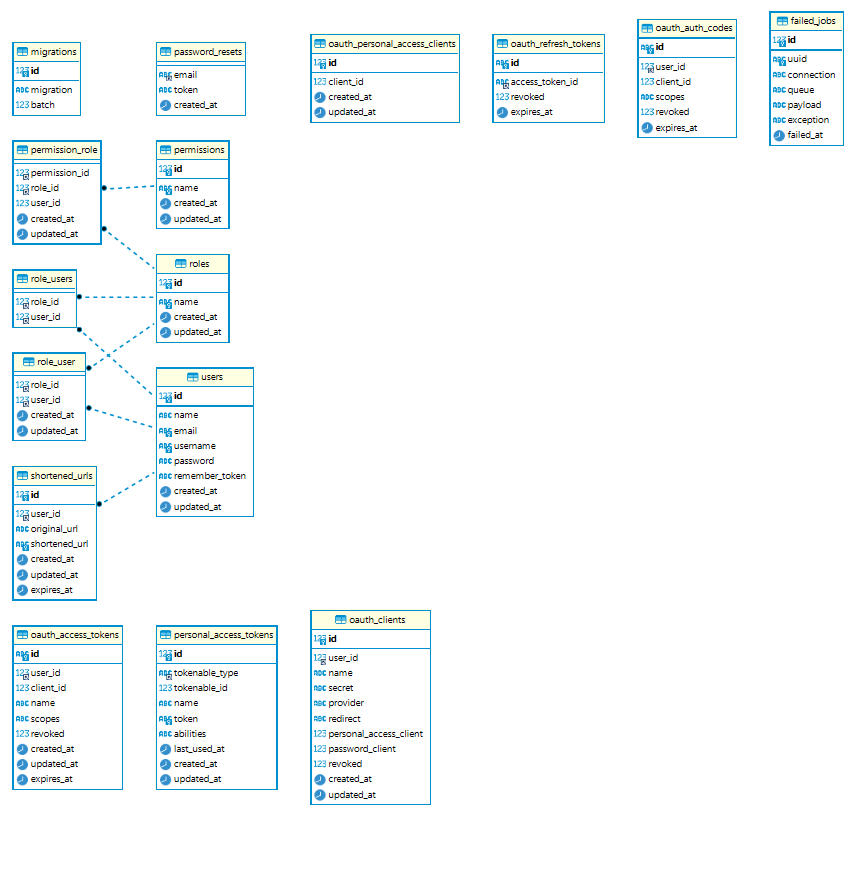 migrations
123 id
ABC migration
123 batch
password_resets
ABC email
ABC token
created_at
oauth_personal_access_clients
123 id
123 client_id
created_at
updated_at
oauth_refresh_tokens
ABC id
ABC access_token_id
123 revoked
expires_at
oauth_auth_codes
ABC id
123 user_id
123 client_id
ABC scopes
123 revoked
expires_at
failed_jobs
123 id
ABC uuid
ABC connection
ABC queue
ABC payload
ABC exception
failed_at
permission_role
123 permission_id
123 role_id
123 user_id
created_at
updated_at
permissions
123 id
ABC name
created_at
updated_at
role_users
123 role_id
123 user_id
roles
123 id
ABC name
created_at
updated_at
role_user
123 role_id
123 user_id
created_at
updated_at
users
123 id
ABC name
ABC email
ABC username
ABC password
ABC remember_token
created_at
updated_at
shortened_urls
123 id
123 user_id
ABC original_url
ABC shortened_url
created_at
updated_at
expires_at
oauth_access_tokens
ABC id
123 user_id
123 client_id
ABC name
ABC scopes
123 revoked
created_at
updated_at
expires_at
personal_access_tokens
123 id
ABC tokenable_type
123 tokenable_id
ABC name
ABC token
ABC abilities
last_used_at
created_at
updated_at
oauth_clients
123 id
123 user_id
ABC name
ABC secret
ABC provider
ABC redirect
123 personal_access_client
123 password_client
123 revoked
created_at
updated_at